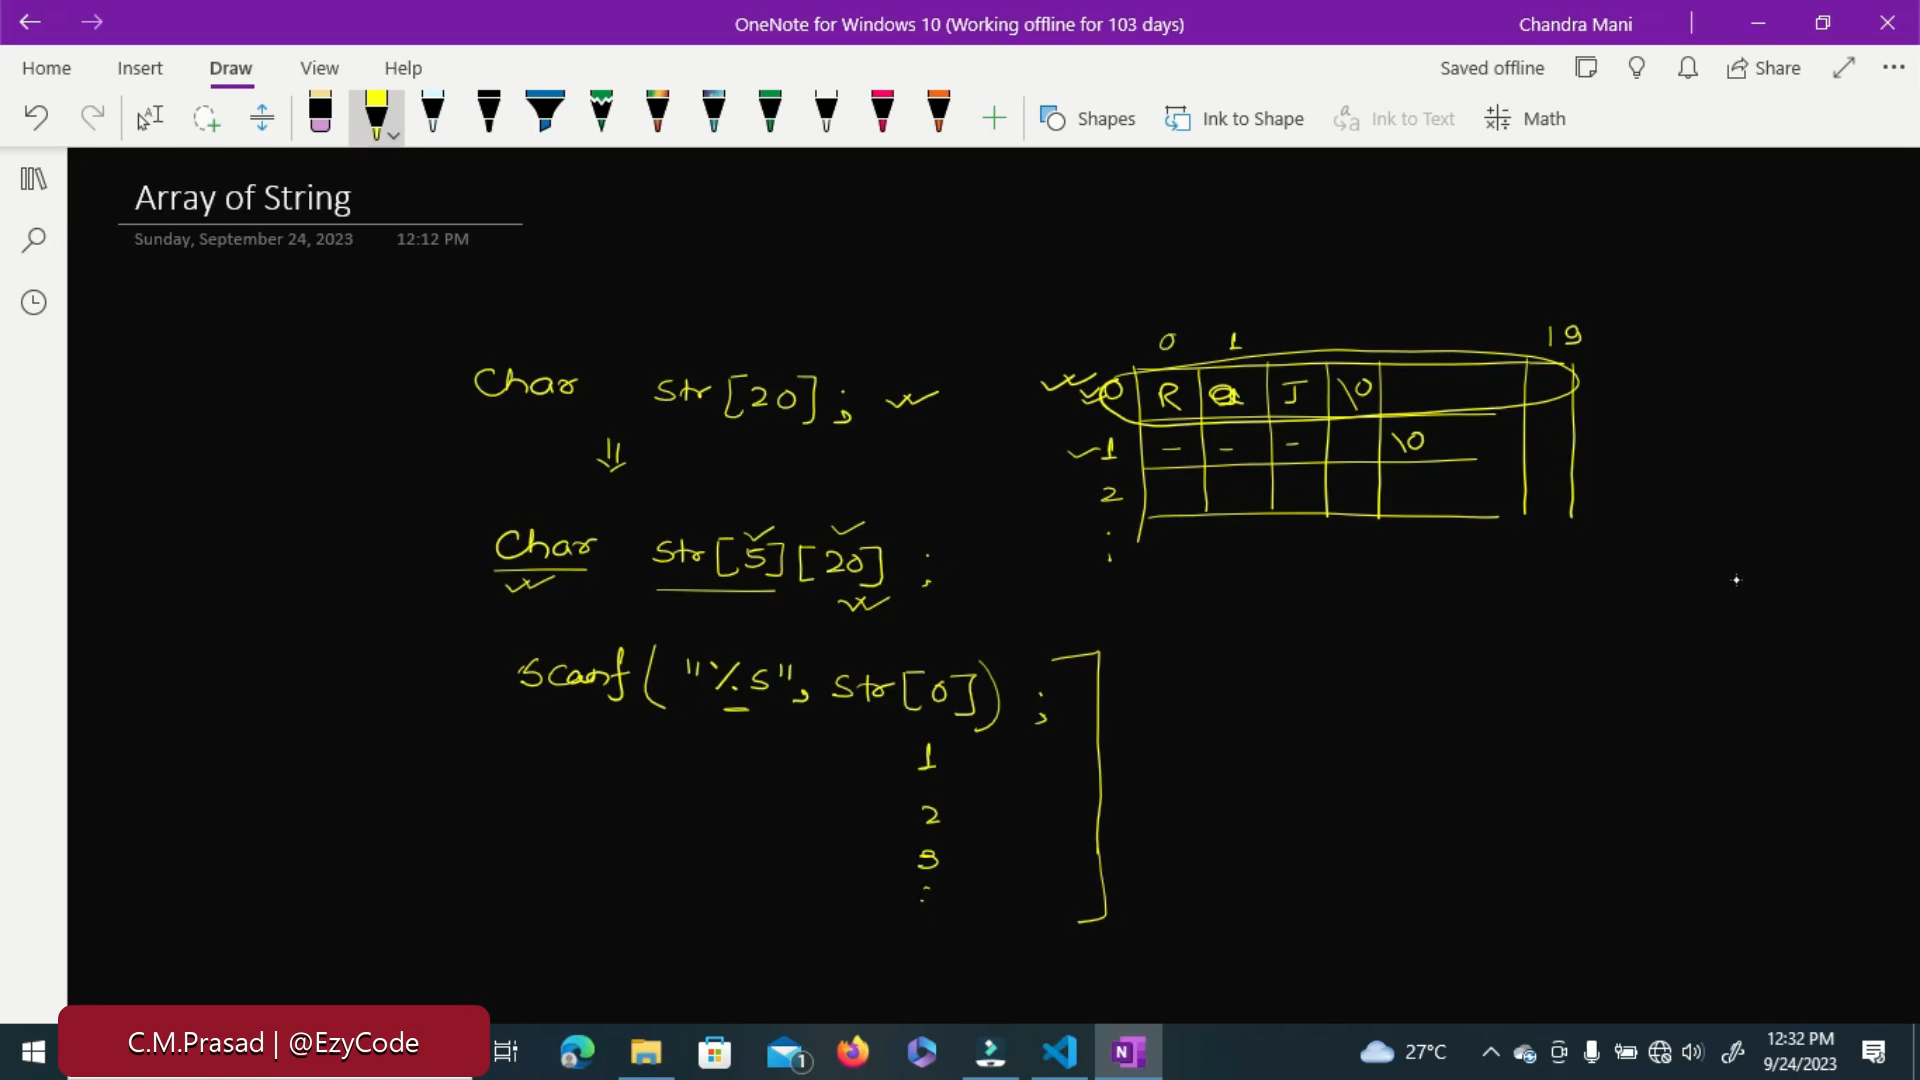 OneNote for Windows 10 (Working offline for 103 days)
Chandra Mani
Home Insert Draw View Help
Saved offline
Share
Shapes
Ink to Shape
Ink to Text
Math
Array of String
Sunday, September 24, 2023 12:12 PM
0 1 19
Char str[20];
0 R a J \0
1 - - - \0
2
:
Char str[5][20];
scanf("%s", str[0]);
1
2
3
:
C.M.Prasad | @EzyCode
1
N
27°C
12:32 PM
9/24/2023